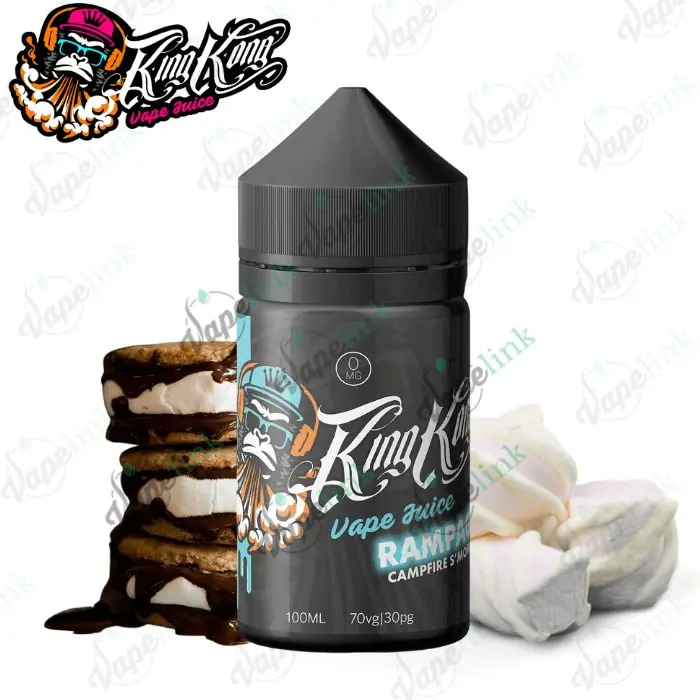 King Kong
Vape Juice
0
MG
King Kong
Vape Juice
RAMPA
CAMPFIRE S'MO
100ML 70vg|30pg
Vapelink